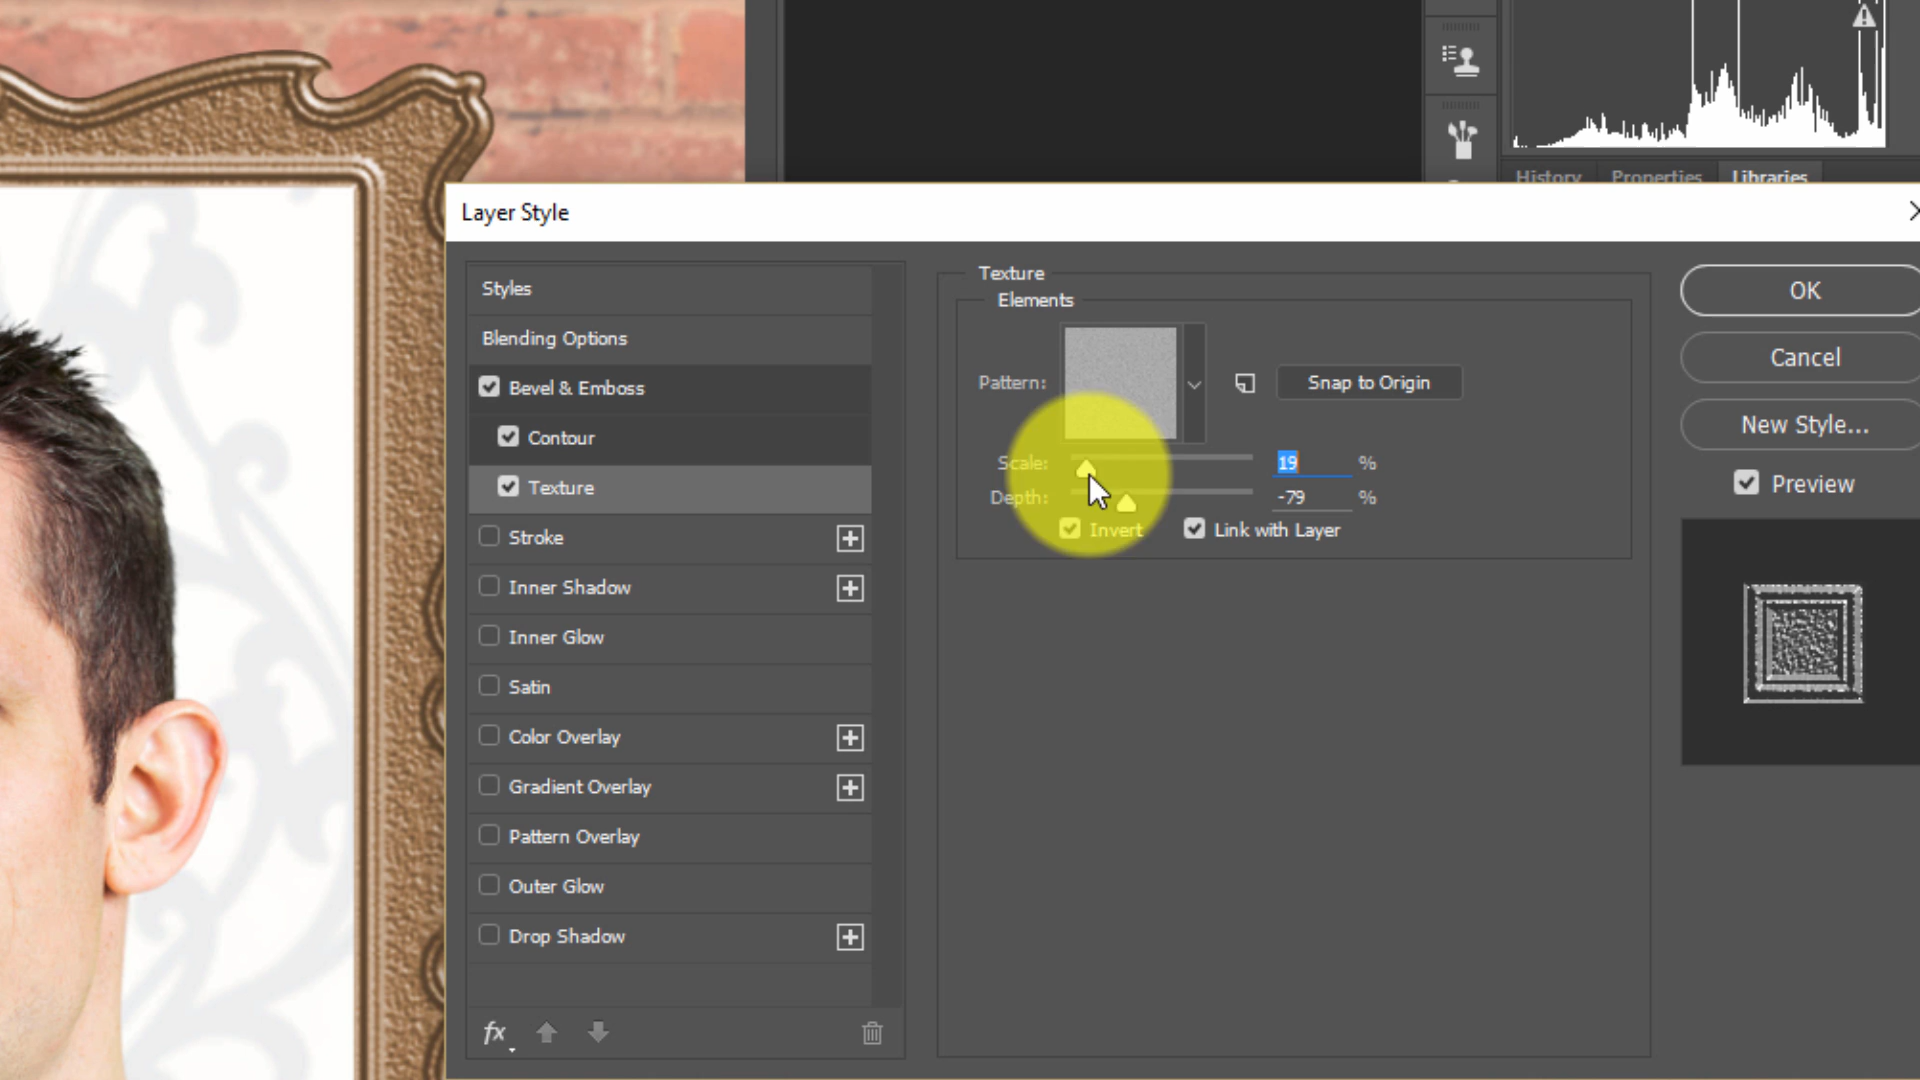 History Properties Libraries
Layer Style
Styles
Blending Options
Bevel & Emboss
Contour
Texture
Stroke
Inner Shadow
Inner Glow
Satin
Color Overlay
Gradient Overlay
Pattern Overlay
Outer Glow
Drop Shadow
fx
Texture
Elements
Pattern:
Snap to Origin
Scale: 19 %
Depth: -79 %
Invert Link with Layer
OK
Cancel
New Style...
Preview